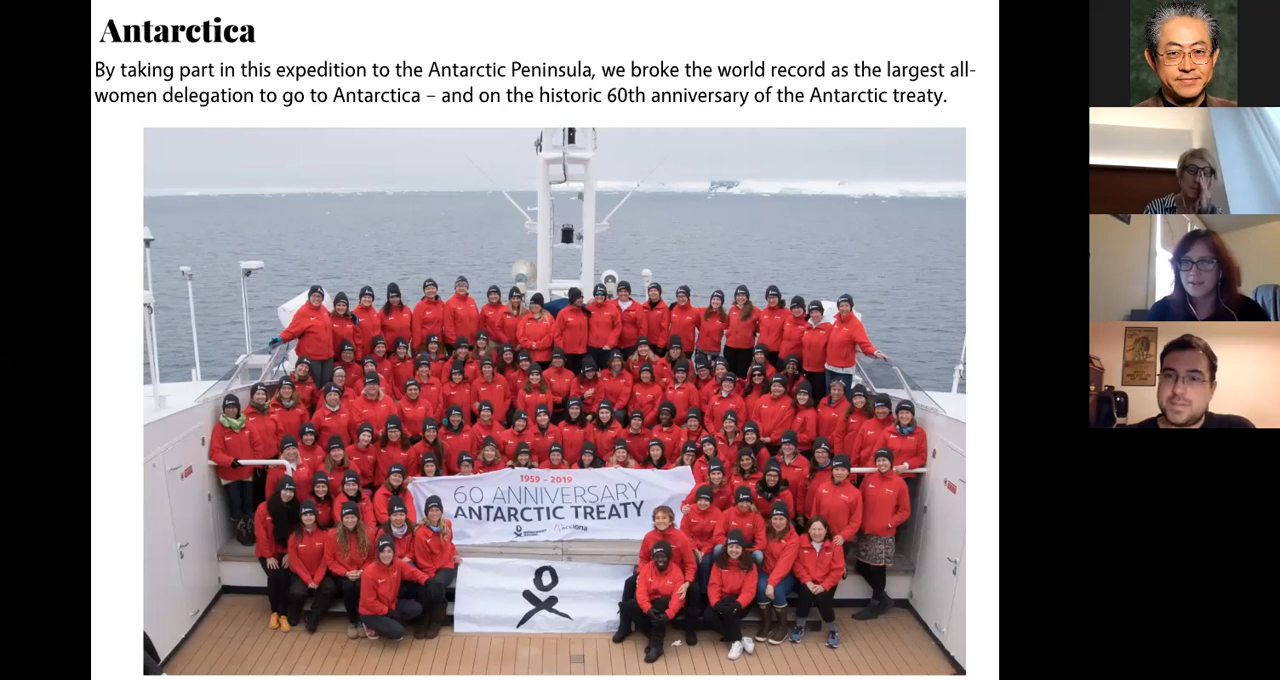 Antarctica
By taking part in this expedition to the Antarctic Peninsula, we broke the world record as the largest all-
women delegation to go to Antarctica – and on the historic 60th anniversary of the Antarctic treaty.
1959 - 2019
60 ANNIVERSARY
ANTARCTIC TREATY